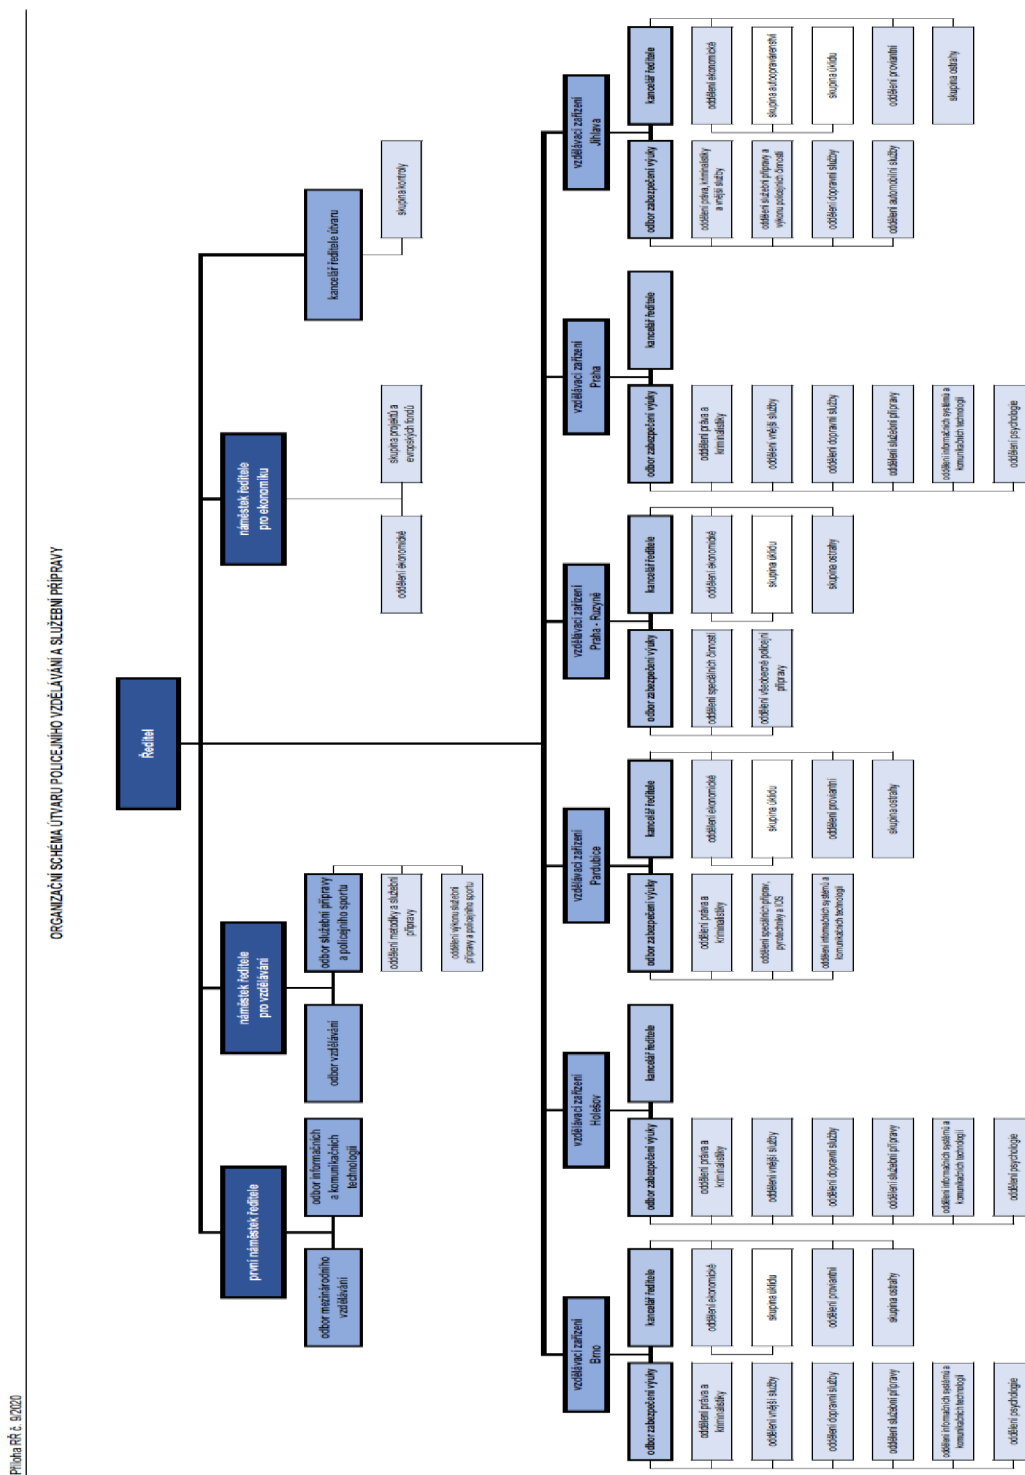 Příloha RŘ č. 9/2020
ORGANIZAČNÍ SCHÉMA ÚTVARU POLICEJNÍHO VZDĚLÁVÁNÍ A SLUŽEBNÍ PŘÍPRAVY
Ředitel
první náměstek ředitele
náměstek ředitele
pro vzdělávání
náměstek ředitele
pro ekonomiku
kancelář ředitele útvaru
odbor mezinárodního
vzdělávání
odbor informačních
a komunikačních
technologií
odbor vzdělávání
odbor služební přípravy
a policejního sportu
oddělení metodiky a služební
přípravy
oddělení výkonu služební
přípravy a policejního sportu
oddělení ekonomické
skupina projektů a
evropských fondů
skupina kontroly
vzdělávací zařízení
Brno
odbor zabezpečení výuky
kancelář ředitele
oddělení práva a
kriminalistiky
oddělení vnější služby
oddělení dopravní služby
oddělení služební přípravy
oddělení informačních systémů a
komunikačních technologií
oddělení psychologie
oddělení ekonomické
skupina úklidu
oddělení proviantní
skupina ostrahy
vzdělávací zařízení
Holešov
odbor zabezpečení výuky
kancelář ředitele
oddělení práva a
kriminalistiky
oddělení vnější služby
oddělení dopravní služby
oddělení služební přípravy
oddělení informačních systémů a
komunikačních technologií
oddělení psychologie
vzdělávací zařízení
Pardubice
odbor zabezpečení výuky
kancelář ředitele
oddělení práva a
kriminalistiky
oddělení speciálních příprav,
pyrotechniky a IOS
oddělení informačních systémů a
komunikačních technologií
oddělení ekonomické
skupina úklidu
oddělení proviantní
skupina ostrahy
vzdělávací zařízení
Praha - Ruzyně
odbor zabezpečení výuky
kancelář ředitele
oddělení speciálních činností
oddělení všeobecné policejní
přípravy
oddělení ekonomické
skupina úklidu
skupina ostrahy
vzdělávací zařízení
Praha
odbor zabezpečení výuky
kancelář ředitele
oddělení práva a
kriminalistiky
oddělení vnější služby
oddělení dopravní služby
oddělení služební přípravy
oddělení informačních systémů a
komunikačních technologií
oddělení psychologie
vzdělávací zařízení
Jihlava
odbor zabezpečení výuky
kancelář ředitele
oddělení práva, kriminalistiky
a vnější služby
oddělení služební přípravy a
výkonu policejních činností
oddělení dopravní služby
oddělení automobilní služby
oddělení ekonomické
skupina autoopravárenství
skupina úklidu
oddělení proviantní
skupina ostrahy